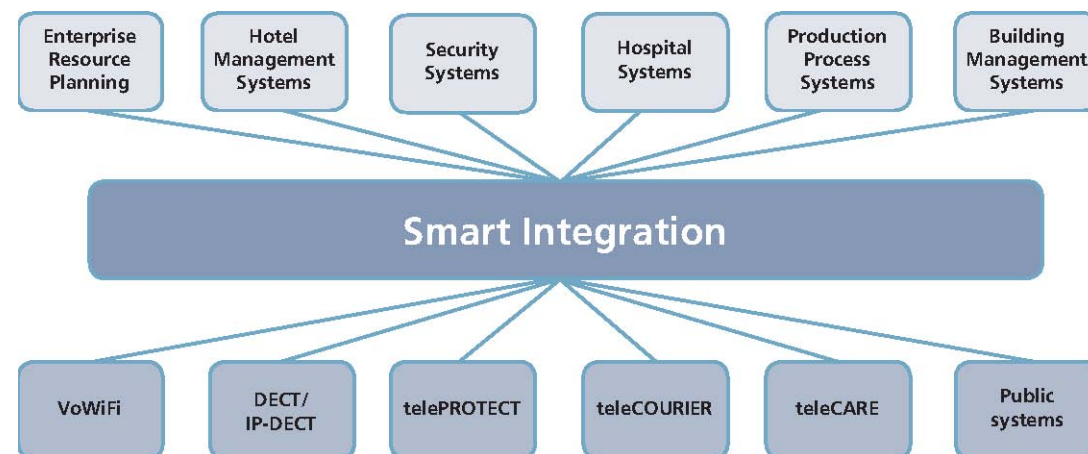 Enterprise
Resource
Planning
Hotel
Management
Systems
Security
Systems
Hospital
Systems
Production
Process
Systems
Building
Management
Systems
Smart Integration
VoWiFi
DECT/
IP-DECT
telePROTECT
teleCOURIER
teleCARE
Public
systems